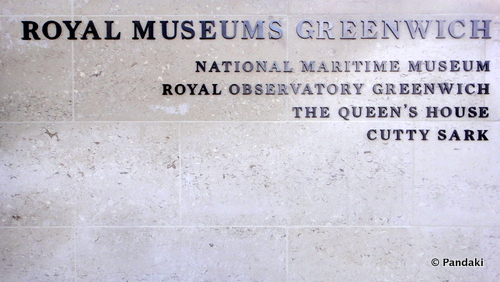 ROYAL MUSEUMS GREENWICH
NATIONAL MARITIME MUSEUM
ROYAL OBSERVATORY GREENWICH
THE QUEEN'S HOUSE
CUTTY SARK
© Pandaki